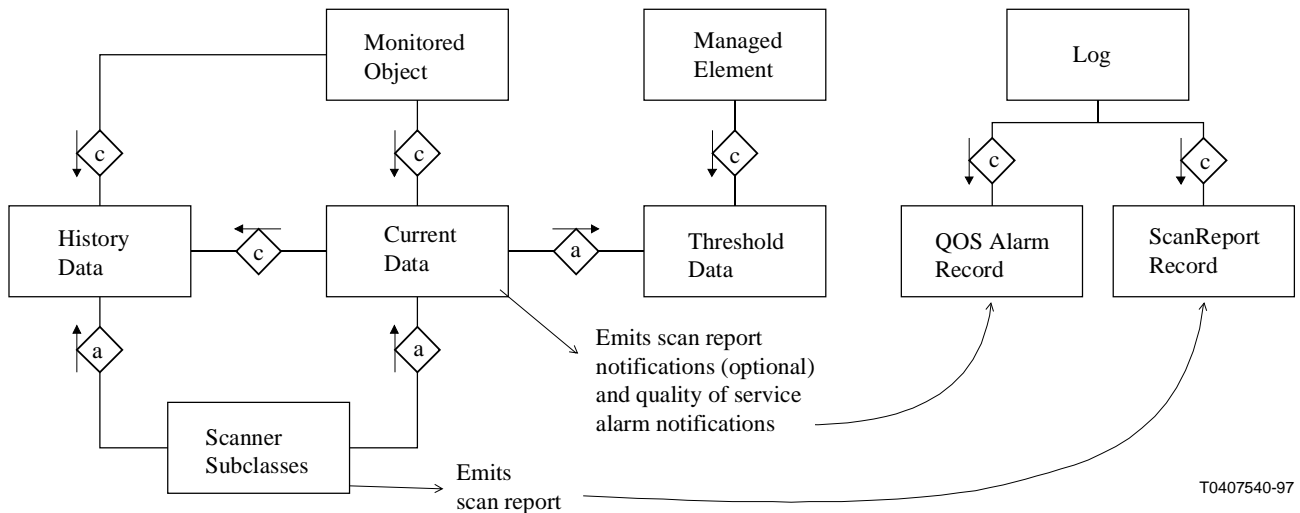 Monitored
Object
Managed
Element
Log
c
c
c
c
c
History
Data
c
Current
Data
a
Threshold
Data
QOS Alarm
Record
ScanReport
Record
a
a
Emits scan report
notifications (optional)
and quality of service
alarm notifications
Scanner
Subclasses
Emits
scan report
T0407540-97